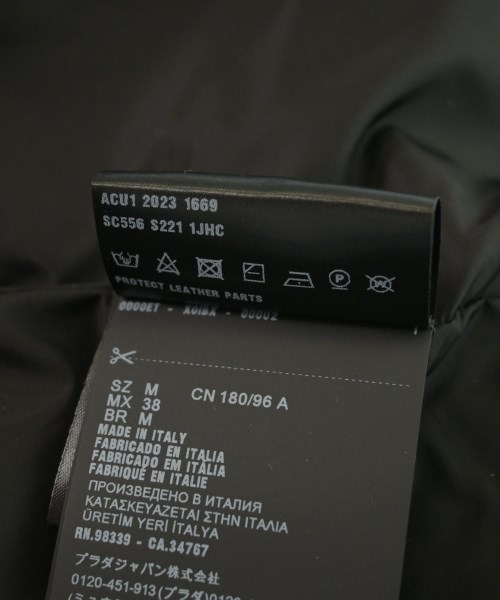 ACU1 2023 1669
SC556 S221 1JHC
PROTECT LEATHER PARTS
SZ M CN 180/96 A
MX 38
BR M
MADE IN ITALY
FABRICADO EN ITALIA
FABRICADO EM ITÁLIA
FABRIQUÉ EN ITALIE
ПРОИЗВЕДЕНО В ИТАЛИЯ
ΚΑΤΑΣΚΕΥΑΖΕΤΑΙ ΣΤΗΝ ΙΤΑΛΙΑ
ÜRETİM YERİ İTALYA
RN.98339 - CA.34767
プラダジャパン株式会社
0120-451-913 (プラダ)